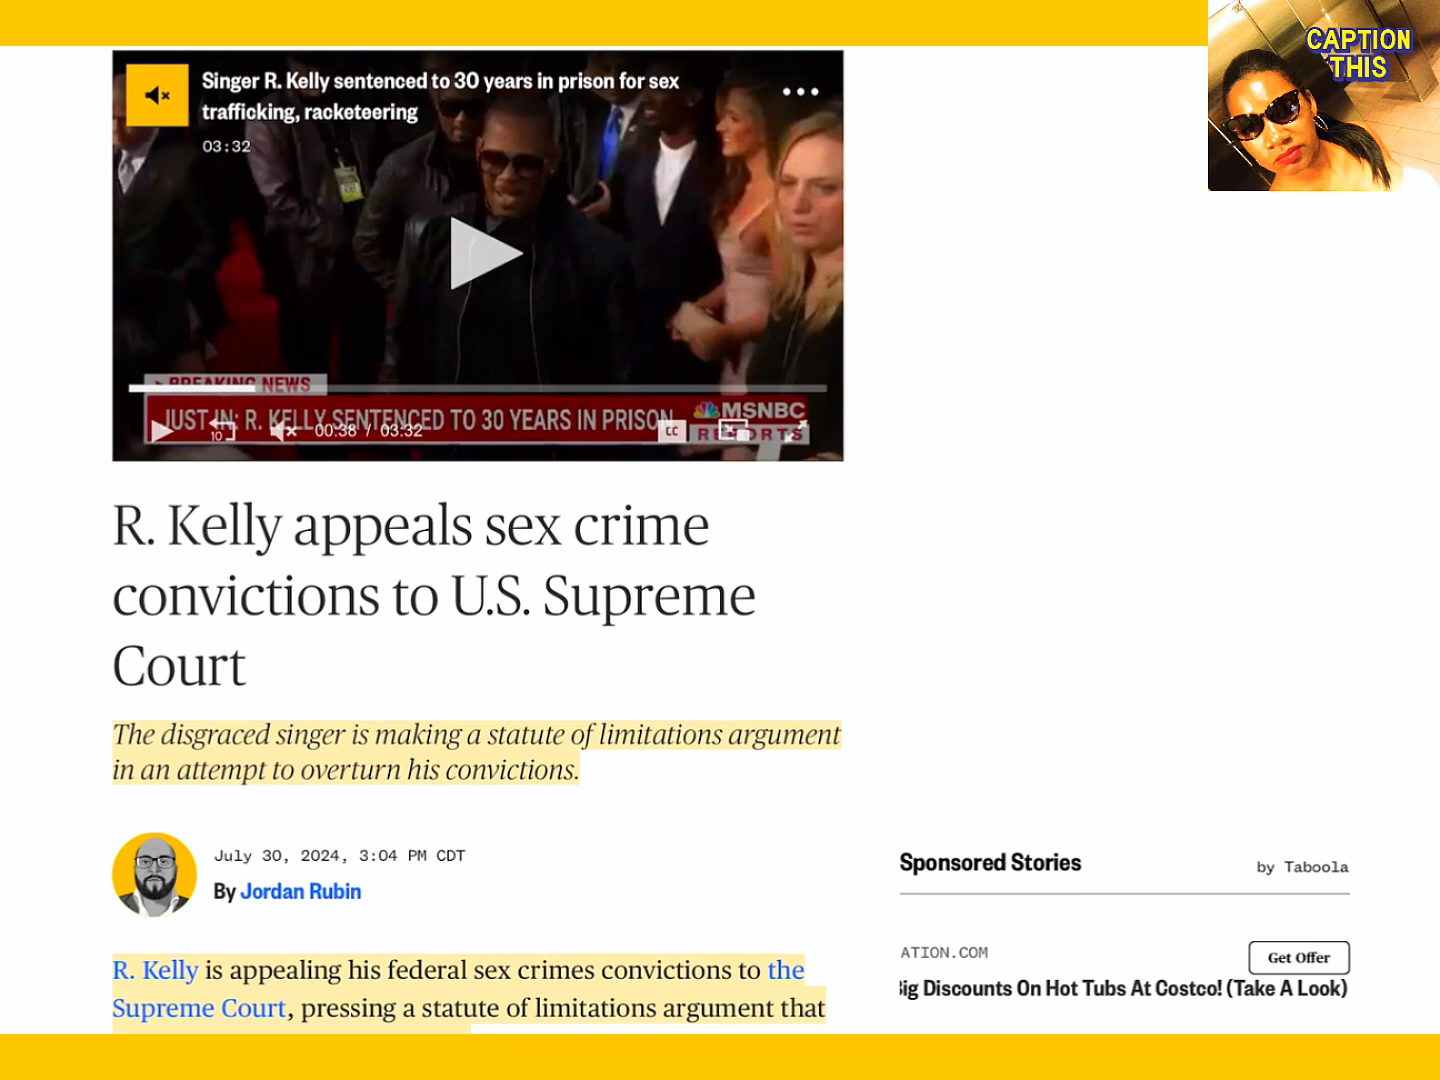 CAPTION
THIS
Singer R. Kelly sentenced to 30 years in prison for sex
trafficking, racketeering
03:32
BREAKING NEWS
JUST IN: R. KELLY SENTENCED TO 30 YEARS IN PRISON
MSNBC
REPORTS
10
00:38 / 03:32
CC
R. Kelly appeals sex crime
convictions to U.S. Supreme
Court
The disgraced singer is making a statute of limitations argument
in an attempt to overturn his convictions.
July 30, 2024, 3:04 PM CDT
By Jordan Rubin
R. Kelly is appealing his federal sex crimes convictions to the
Supreme Court, pressing a statute of limitations argument that
Sponsored Stories
by Taboola
ATION.COM
Get Offer
Big Discounts On Hot Tubs At Costco! (Take A Look)